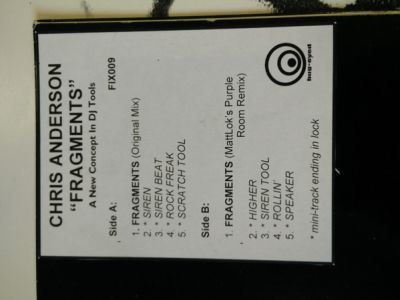 CHRIS ANDERSON
"FRAGMENTS"
A New Concept In DJ Tools
FIX009
Side A:
1. FRAGMENTS (Original Mix)
2. * SIREN
3. * SIREN BEAT
4. * ROCK FREAK
5. * SCRATCH TOOL
Side B:
1. FRAGMENTS (MattLok's Purple
Room Remix)
2. * HIGHER
3. * SIREN TOOL
4. * ROLLIN'
5. * SPEAKER
* mini-track ending in lock
bug-eyed